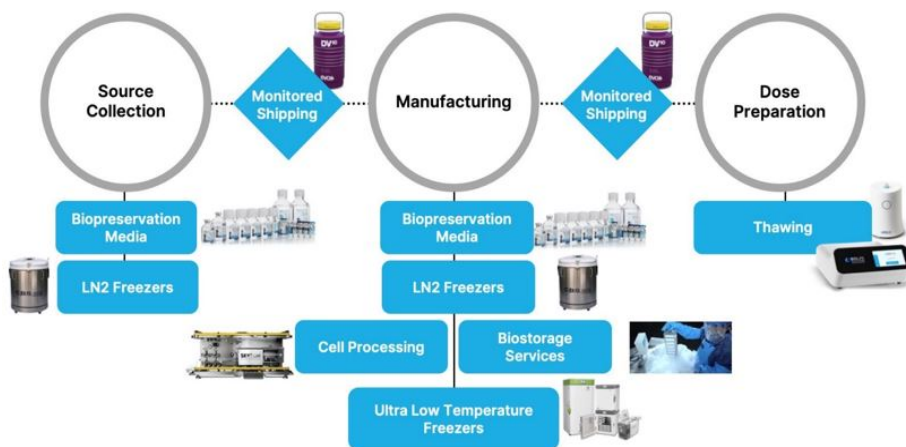 Source
Collection
Monitored
Shipping
Manufacturing
Monitored
Shipping
Dose
Preparation
Biopreservation
Media
Biopreservation
Media
Thawing
LN2 Freezers
LN2 Freezers
Cell Processing
Biostorage
Services
Ultra Low Temperature
Freezers